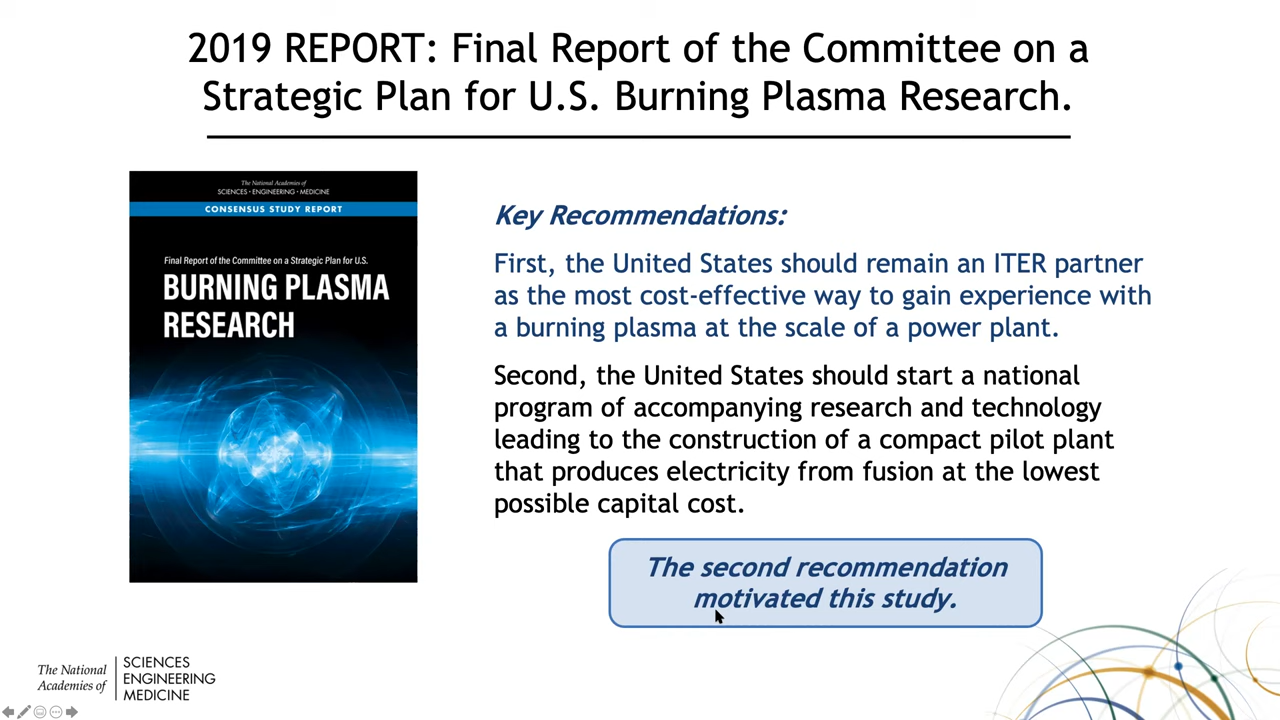 2019 REPORT: Final Report of the Committee on a
Strategic Plan for U.S. Burning Plasma Research.
The National Academies of
SCIENCES • ENGINEERING • MEDICINE
CONSENSUS STUDY REPORT
Final Report of the Committee on a Strategic Plan for U.S.
BURNING PLASMA
RESEARCH
Key Recommendations:
First, the United States should remain an ITER partner
as the most cost-effective way to gain experience with
a burning plasma at the scale of a power plant.
Second, the United States should start a national
program of accompanying research and technology
leading to the construction of a compact pilot plant
that produces electricity from fusion at the lowest
possible capital cost.
The second recommendation
motivated this study.
The National
Academies of
SCIENCES
ENGINEERING
MEDICINE